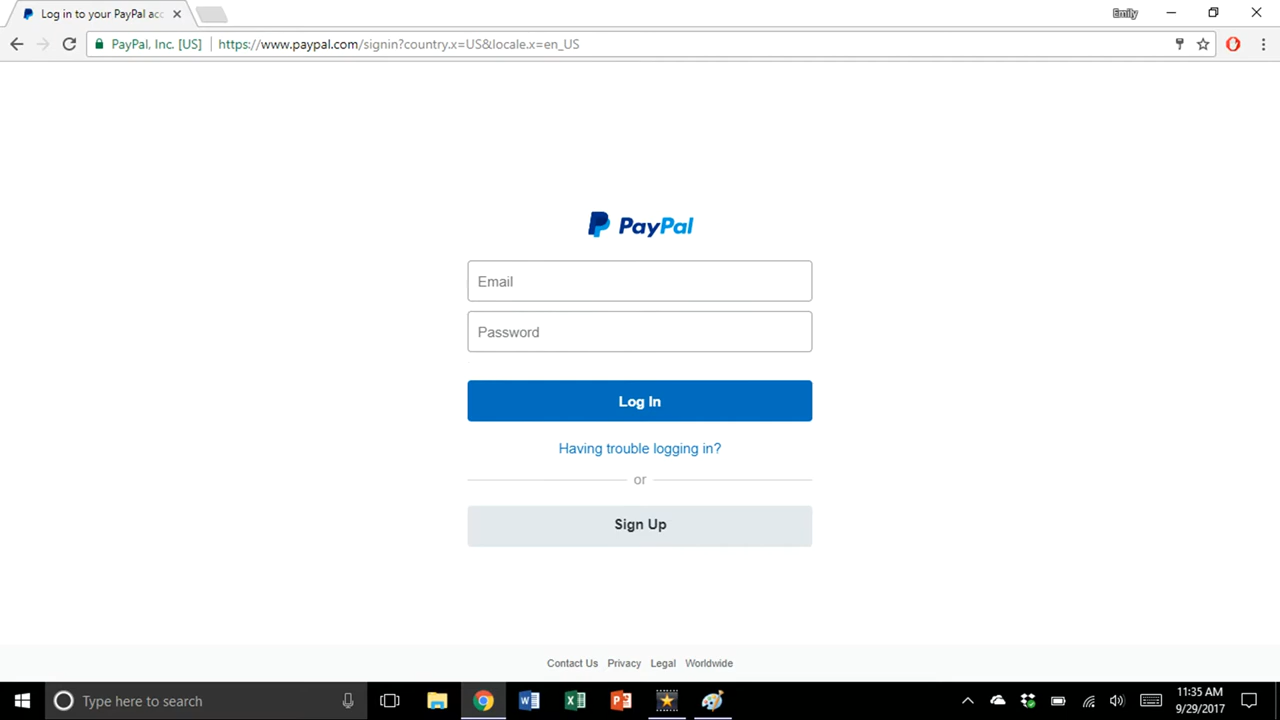 Log in to your PayPal acc
Emily
PayPal, Inc. [US] https://www.paypal.com/signin?country.x=US&locale.x=en_US
PayPal
Email
Password
Log In
Having trouble logging in?
or
Sign Up
Contact Us Privacy Legal Worldwide
Type here to search
11:35 AM
9/29/2017